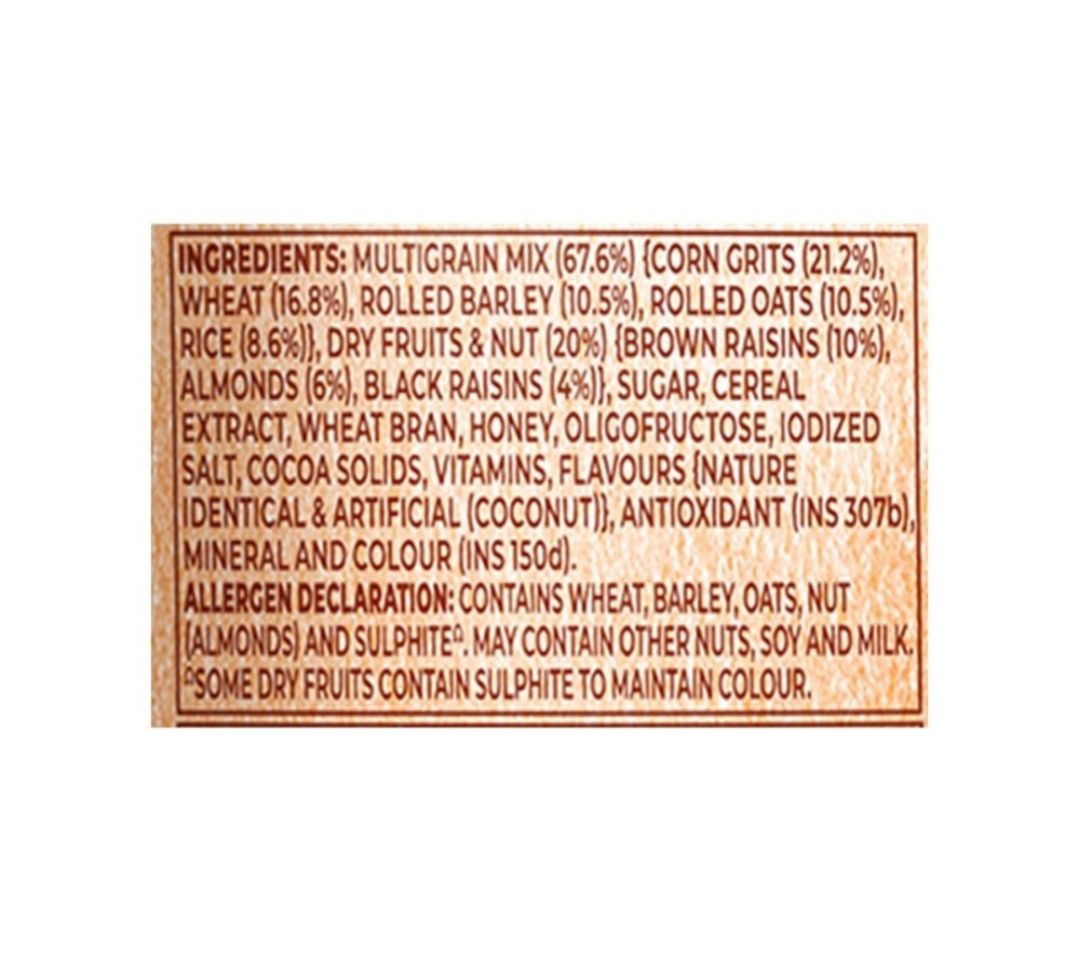 INGREDIENTS: MULTIGRAIN MIX (67.6%) {CORN GRITS (21.2%),
WHEAT (16.8%), ROLLED BARLEY (10.5%), ROLLED OATS (10.5%),
RICE (8.6%)}, DRY FRUITS & NUT (20%) {BROWN RAISINS (10%),
ALMONDS (6%), BLACK RAISINS (4%)}, SUGAR, CEREAL
EXTRACT, WHEAT BRAN, HONEY, OLIGOFRUCTOSE, IODIZED
SALT, COCOA SOLIDS, VITAMINS, FLAVOURS {NATURE
IDENTICAL & ARTIFICIAL (COCONUT)}, ANTIOXIDANT (INS 307b),
MINERAL AND COLOUR (INS 150d).
ALLERGEN DECLARATION: CONTAINS WHEAT, BARLEY, OATS, NUT
(ALMONDS) AND SULPHITE^Ω. MAY CONTAIN OTHER NUTS, SOY AND MILK.
^ΩSOME DRY FRUITS CONTAIN SULPHITE TO MAINTAIN COLOUR.